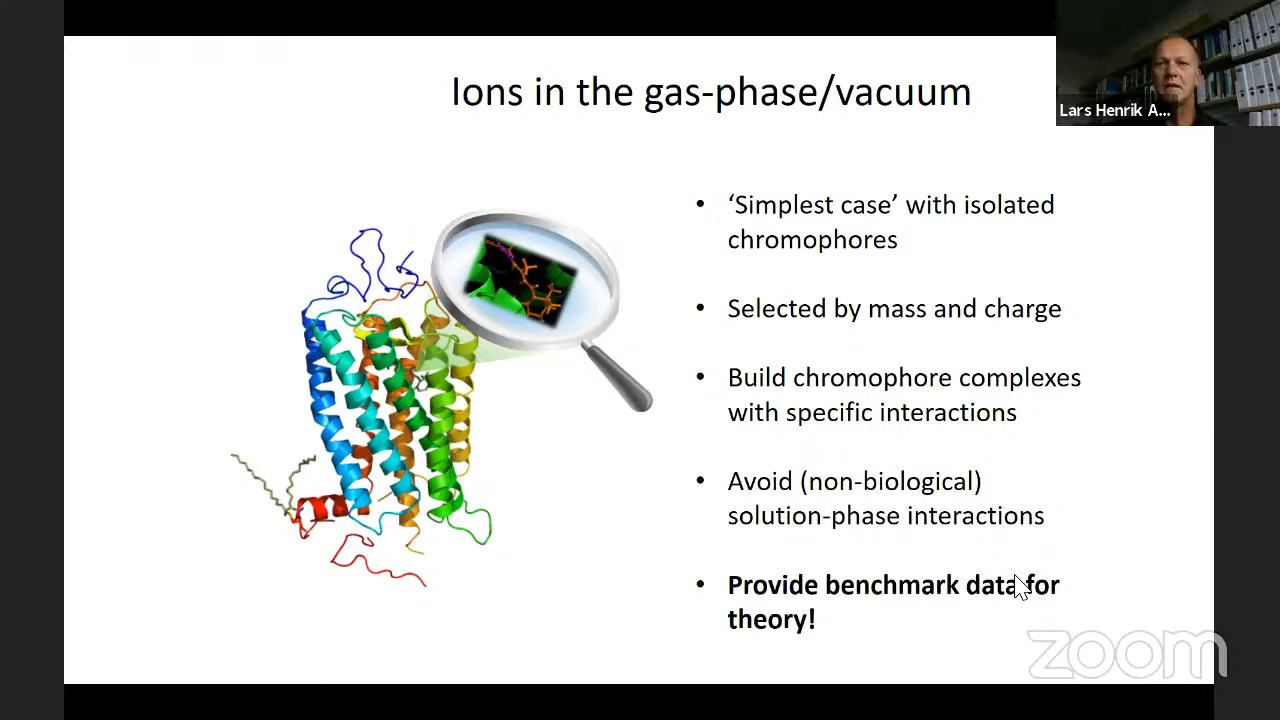 Ions in the gas-phase/vacuum
Lars Henrik A...
• ‘Simplest case’ with isolated
chromophores
• Selected by mass and charge
• Build chromophore complexes
with specific interactions
• Avoid (non-biological)
solution-phase interactions
• Provide benchmark data for
theory!
zoom